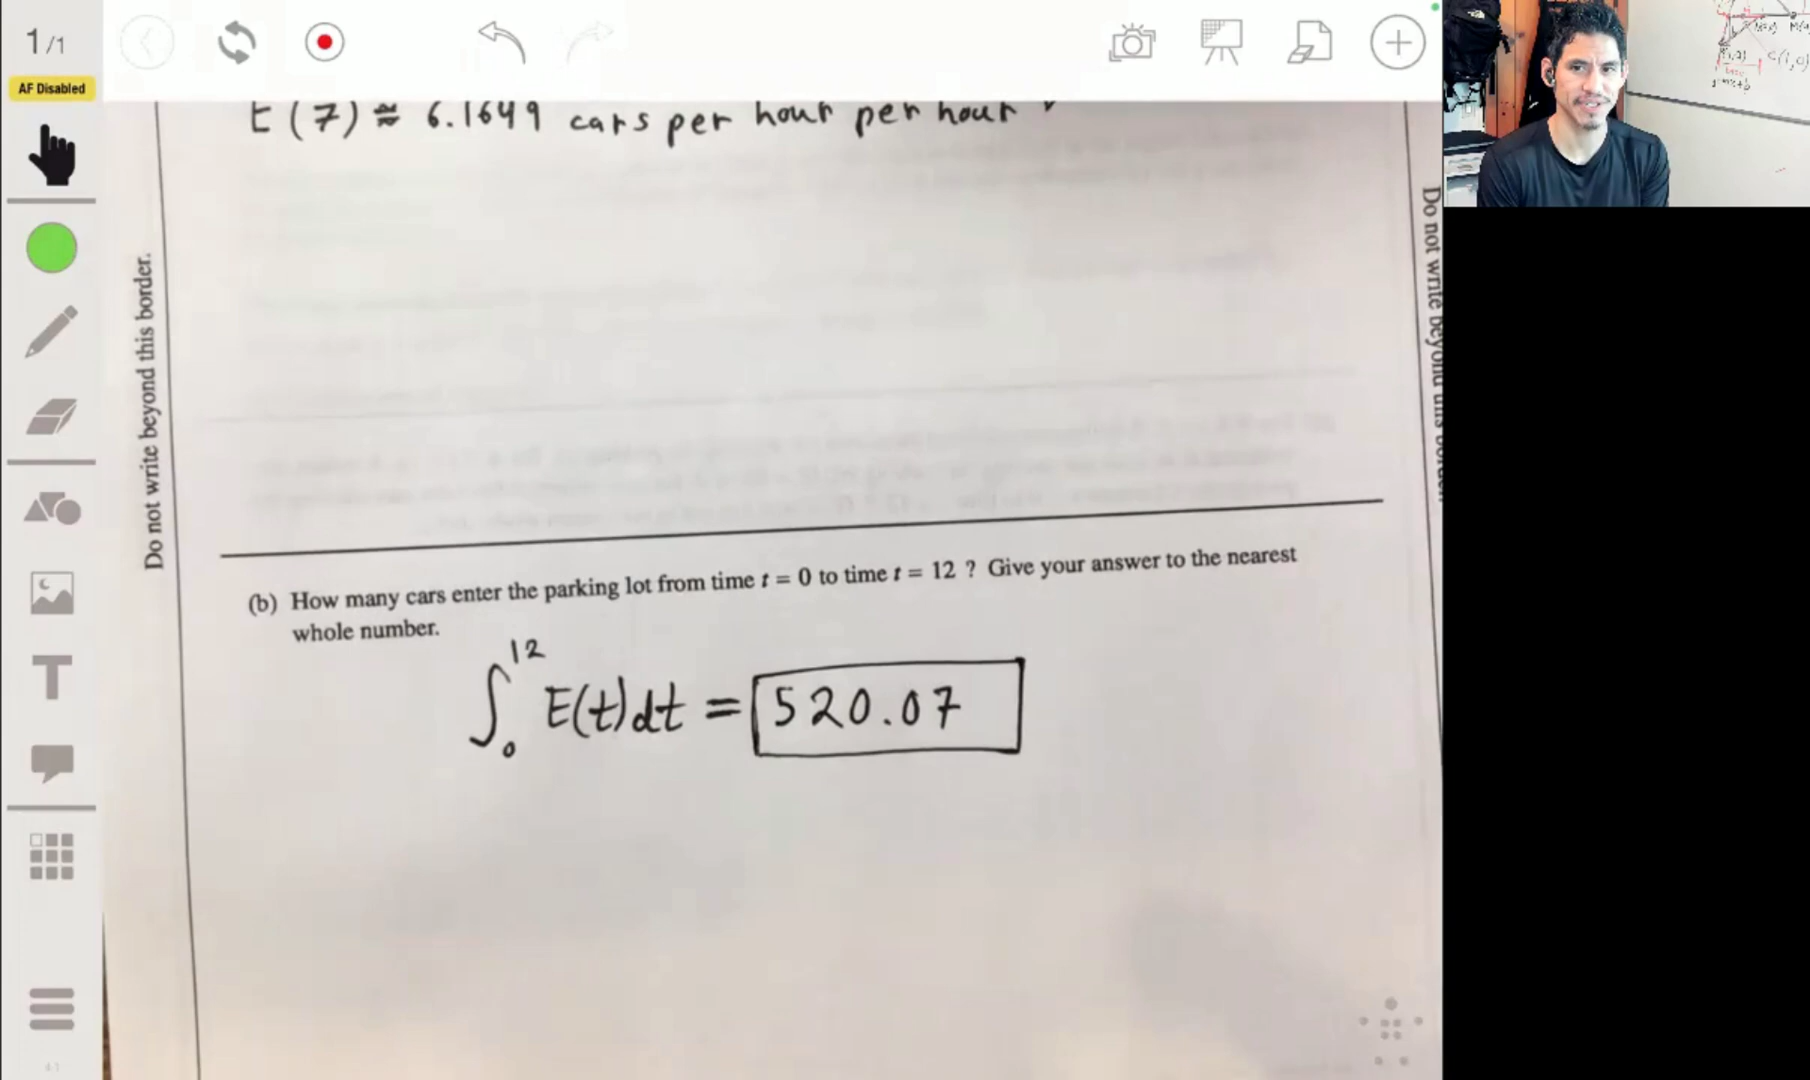 1/1
AF Disabled
E(7) ≈ 6.1649 cars per hour per hour
Do not write beyond this border.
Do not write beyond this border.
(b) How many cars enter the parking lot from time t = 0 to time t = 12 ? Give your answer to the nearest
whole number.
∫₀¹² E(t)dt = 520.07
T